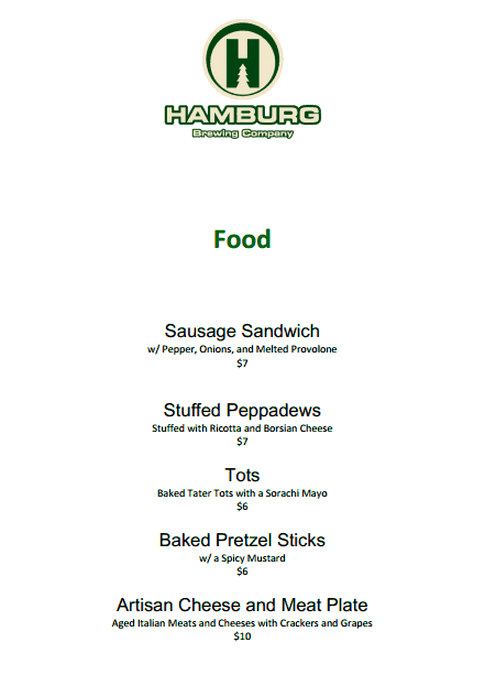 H
HAMBURG
Brewing Company
Food
Sausage Sandwich
w/ Pepper, Onions, and Melted Provolone
$7
Stuffed Peppadews
Stuffed with Ricotta and Borsian Cheese
$7
Tots
Baked Tater Tots with a Sorachi Mayo
$6
Baked Pretzel Sticks
w/ a Spicy Mustard
$6
Artisan Cheese and Meat Plate
Aged Italian Meats and Cheeses with Crackers and Grapes
$10